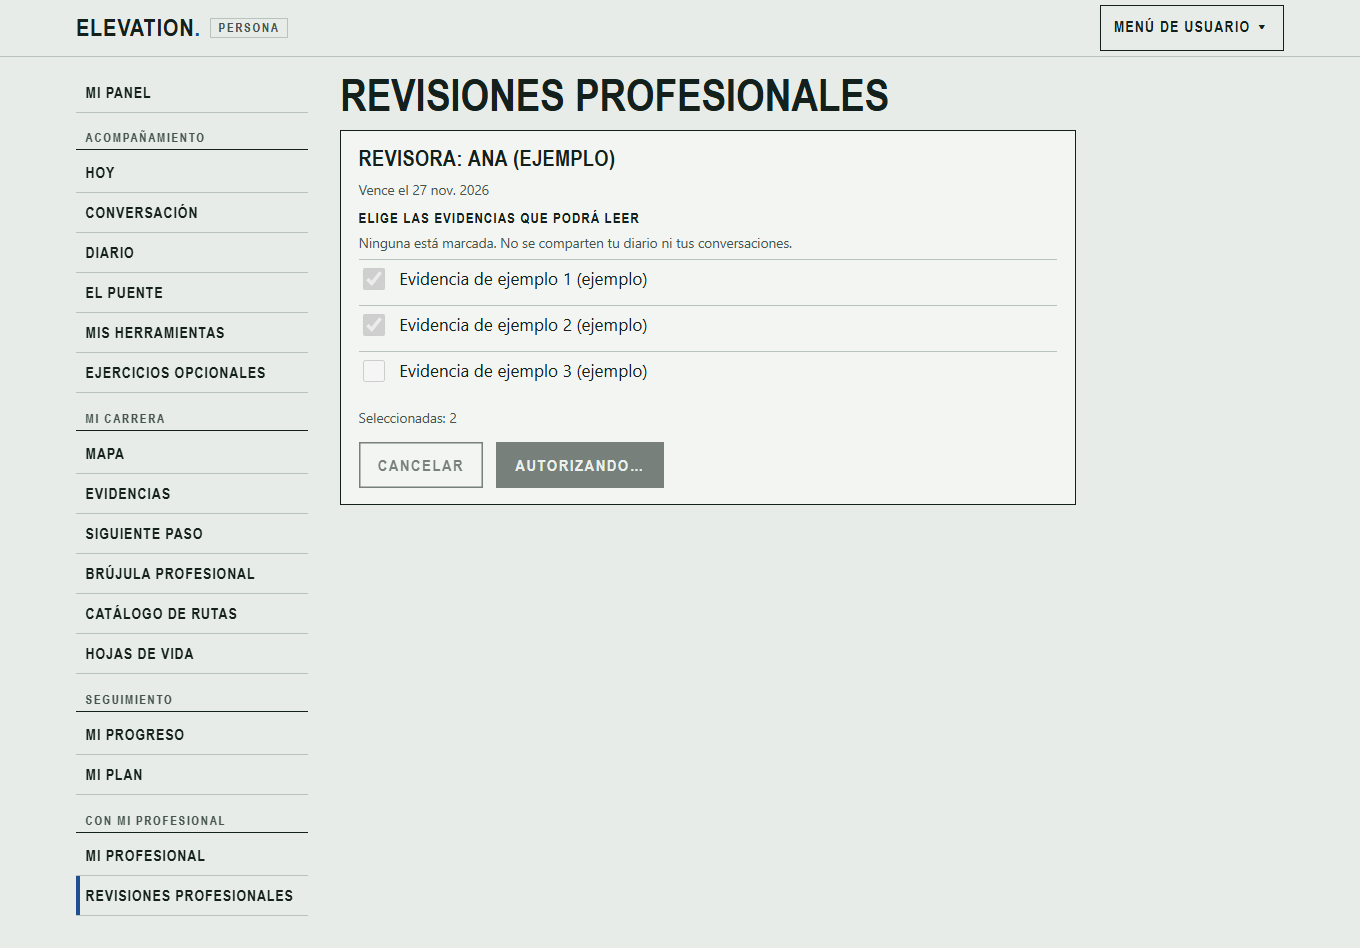 ELEVATION.
PERSONA
MENÚ DE USUARIO
MI PANEL
ACOMPAÑAMIENTO
HOY
CONVERSACIÓN
DIARIO
EL PUENTE
MIS HERRAMIENTAS
EJERCICIOS OPCIONALES
MI CARRERA
MAPA
EVIDENCIAS
SIGUIENTE PASO
BRÚJULA PROFESIONAL
CATÁLOGO DE RUTAS
HOJAS DE VIDA
SEGUIMIENTO
MI PROGRESO
MI PLAN
CON MI PROFESIONAL
MI PROFESIONAL
REVISIONES PROFESIONALES
REVISIONES PROFESIONALES
REVISORA: ANA (EJEMPLO)
Vence el 27 nov. 2026
ELIGE LAS EVIDENCIAS QUE PODRÁ LEER
Ninguna está marcada. No se comparten tu diario ni tus conversaciones.
Evidencia de ejemplo 1 (ejemplo)
Evidencia de ejemplo 2 (ejemplo)
Evidencia de ejemplo 3 (ejemplo)
Seleccionadas: 2
CANCELAR
AUTORIZANDO…